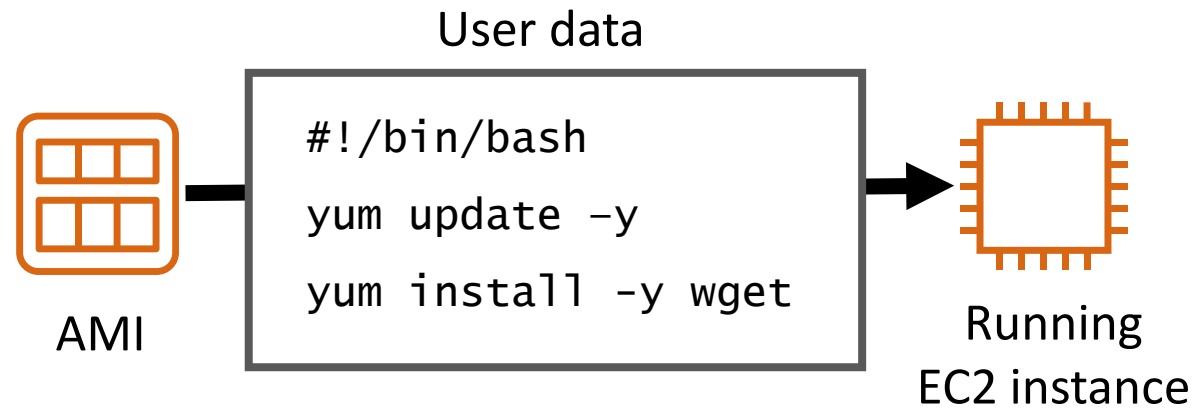 User data
#!/bin/bash
yum update –y
yum install -y wget
AMI
Running
EC2 instance